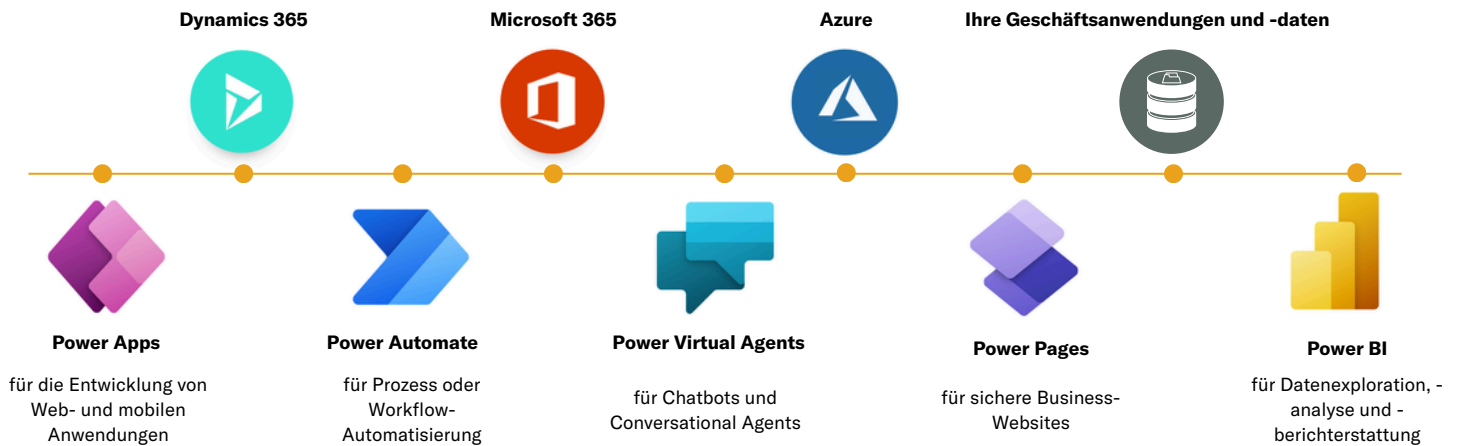 Dynamics 365
Microsoft 365
Azure
Ihre Geschäftsanwendungen und -daten
Power Apps
für die Entwicklung von
Web- und mobilen
Anwendungen
Power Automate
für Prozess oder
Workflow-
Automatisierung
Power Virtual Agents
für Chatbots und
Conversational Agents
Power Pages
für sichere Business-
Websites
Power BI
für Datenexploration, -
analyse und -
berichterstattung